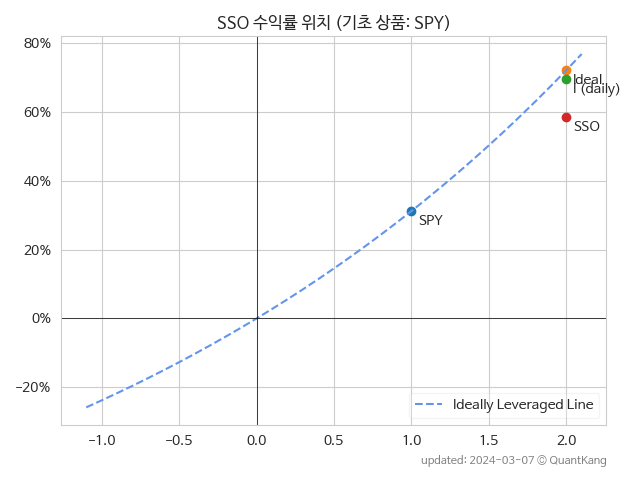 SSO 수익률 위치 (기초 상품: SPY)
80%
60%
40%
20%
0%
−20%
Ideal
l (daily)
SSO
SPY
Ideally Leveraged Line
−1.0 −0.5 0.0 0.5 1.0 1.5 2.0
updated: 2024-03-07 © QuantKang